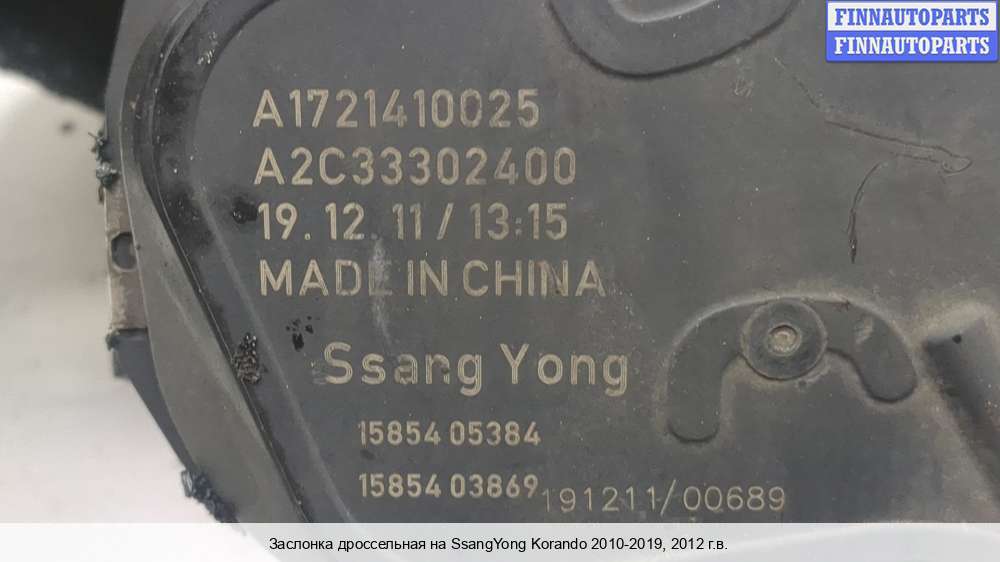 FINNAUTOPARTS
FINNAUTOPARTS
A1721410025
A2C33302400
19.12.11/13:15
MADE IN CHINA
Ssang Yong
15854 05384
15854 03869
191211/00689
Заслонка дроссельная на SsangYong Korando 2010-2019, 2012 г.в.